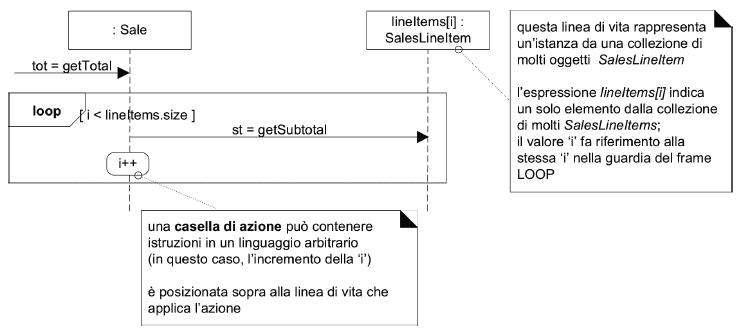 : Sale
lineItems[i] :
SalesLineItem
tot = getTotal
loop
[ i < lineItems.size ]
st = getSubtotal
i++
questa linea di vita rappresenta
un'istanza da una collezione di
molti oggetti SalesLineItem
l'espressione lineItems[i] indica
un solo elemento dalla collezione
di molti SalesLineItems;
il valore 'i' fa riferimento alla
stessa 'i' nella guardia del frame
LOOP
una casella di azione può contenere
istruzioni in un linguaggio arbitrario
(in questo caso, l'incremento della 'i')
è posizionata sopra alla linea di vita che
applica l'azione